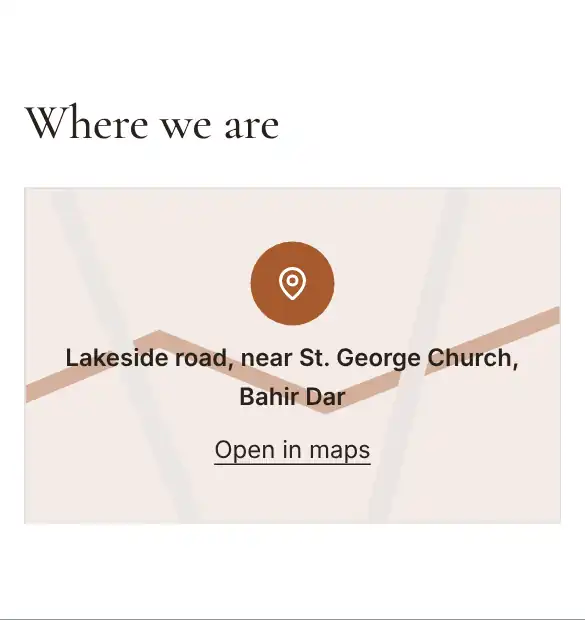 Where we are
Lakeside road, near St. George Church,
Bahir Dar
Open in maps